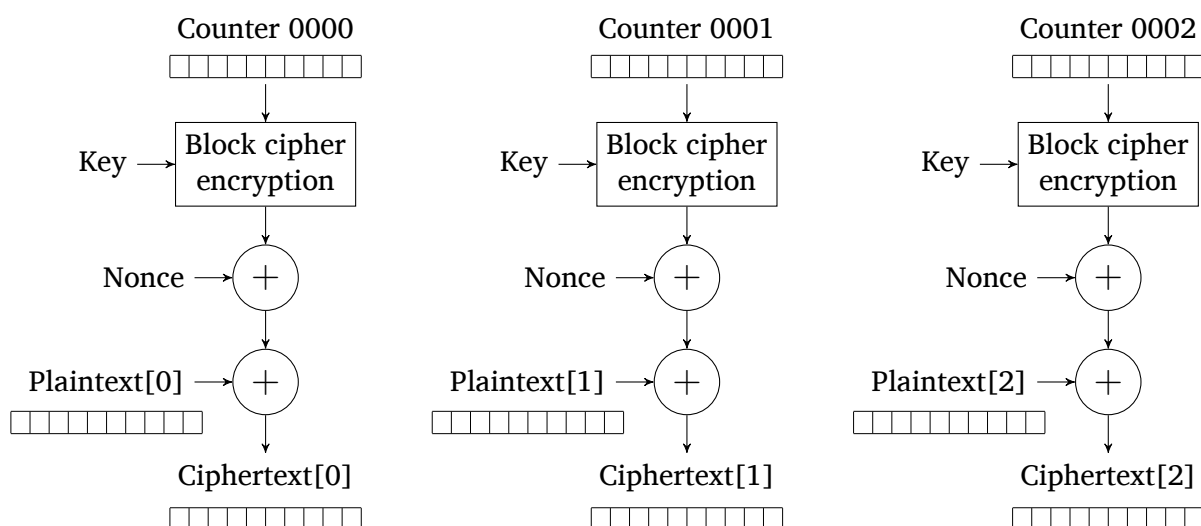 Counter 0000
Counter 0001
Counter 0002
Key
Block cipher
encryption
Key
Block cipher
encryption
Key
Block cipher
encryption
Nonce
+
Nonce
+
Nonce
+
Plaintext[0]
+
Plaintext[1]
+
Plaintext[2]
+
Ciphertext[0]
Ciphertext[1]
Ciphertext[2]